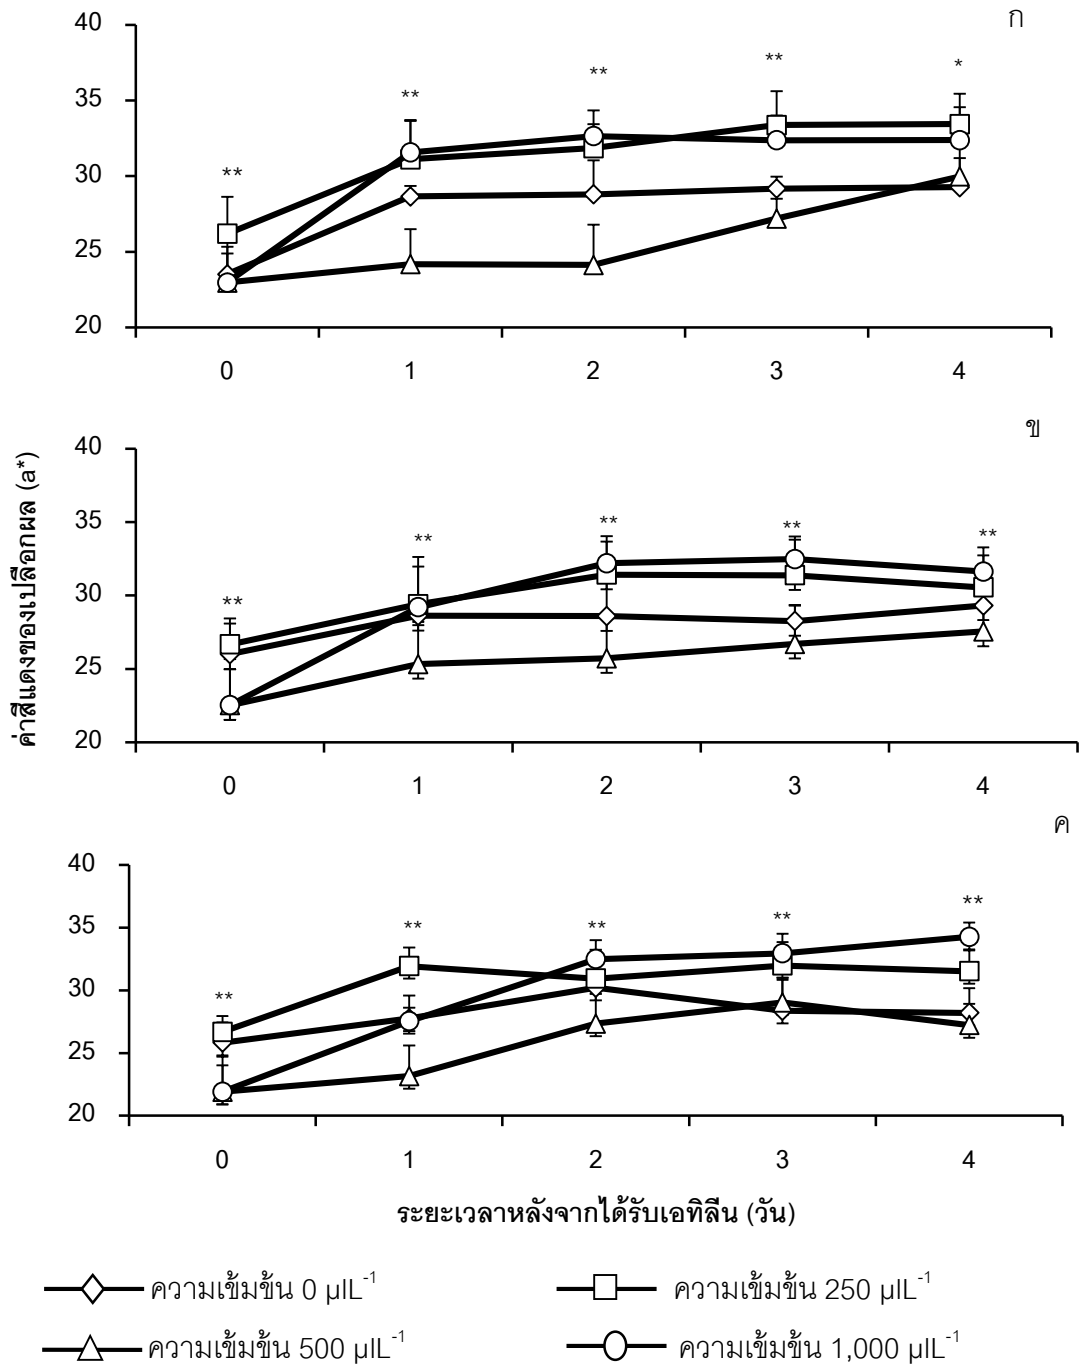 ก
40
35
30
25
20
** ** ** ** *
0 1 2 3 4
ข
ค่าสีแดงของเปลือกผล (a*)
40
35
30
25
20
** ** ** ** **
0 1 2 3 4
ค
40
35
30
25
20
** ** ** ** **
0 1 2 3 4
ระยะเวลาหลังจากได้รับเอทิลีน (วัน)
ความเข้มข้น 0 µlL-1 ความเข้มข้น 250 µlL-1
ความเข้มข้น 500 µlL-1 ความเข้มข้น 1,000 µlL-1